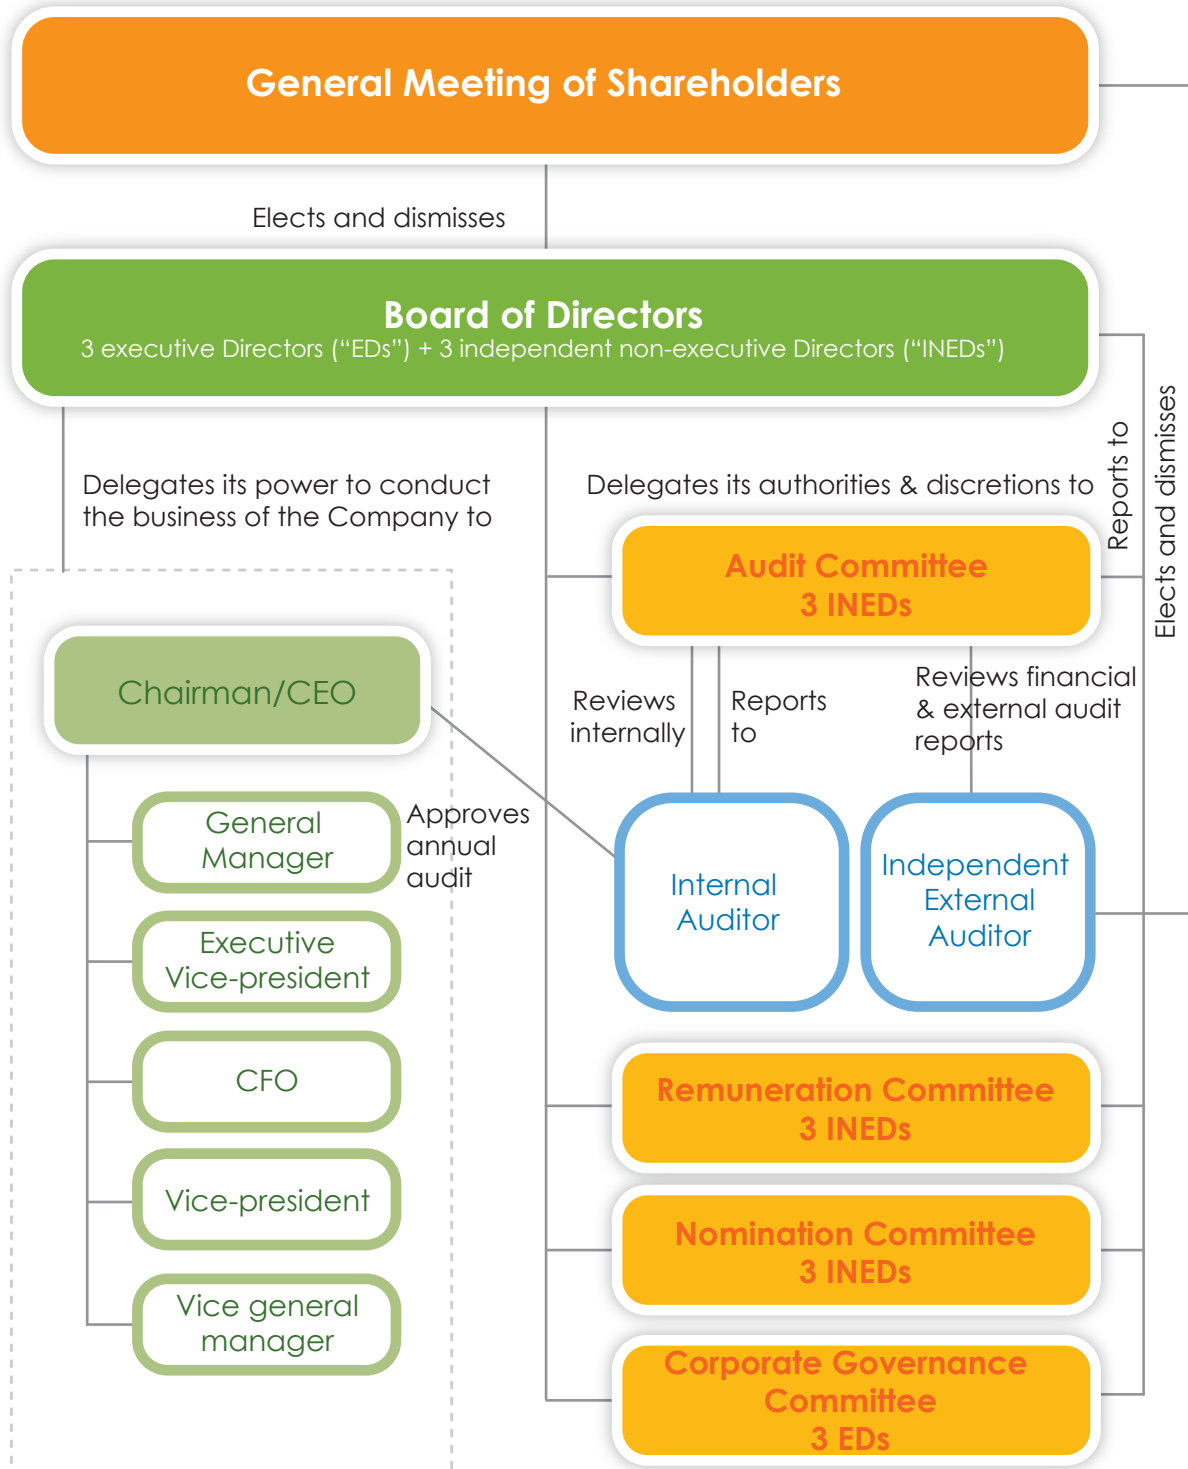 General Meeting of Shareholders
Elects and dismisses
Board of Directors
3 executive Directors (“EDs”) + 3 independent non-executive Directors (“INEDs”)
Delegates its power to conduct
the business of the Company to
Delegates its authorities & discretions to
Reports to
Elects and dismisses
Audit Committee
3 INEDs
Chairman/CEO
Reviews
internally
Reports
to
Reviews financial
& external audit
reports
General
Manager
Approves
annual
audit
Internal
Auditor
Independent
External
Auditor
Executive
Vice-president
CFO
Vice-president
Vice general
manager
Remuneration Committee
3 INEDs
Nomination Committee
3 INEDs
Corporate Governance
Committee
3 EDs